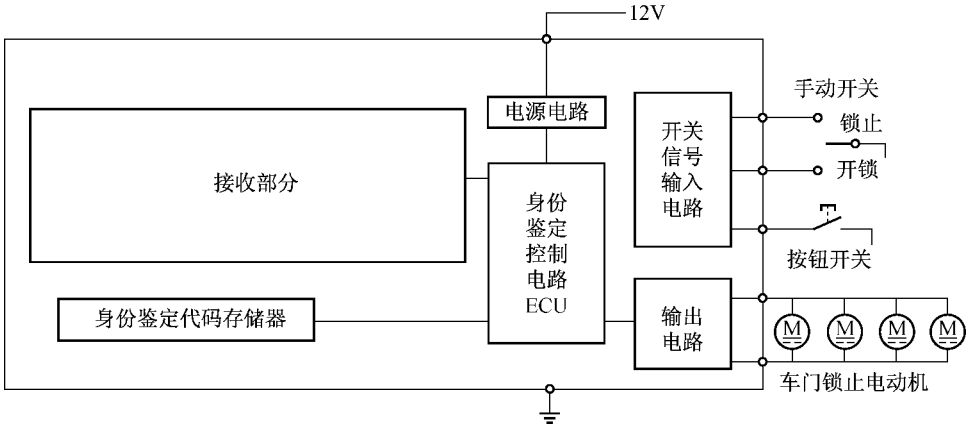 12V
电源电路
接收部分
身份
鉴定
控制
电路
ECU
身份鉴定代码存储器
开关
信号
输入
电路
输出
电路
手动开关
锁止
开锁
按钮开关
M
M
M
M
车门锁止电动机